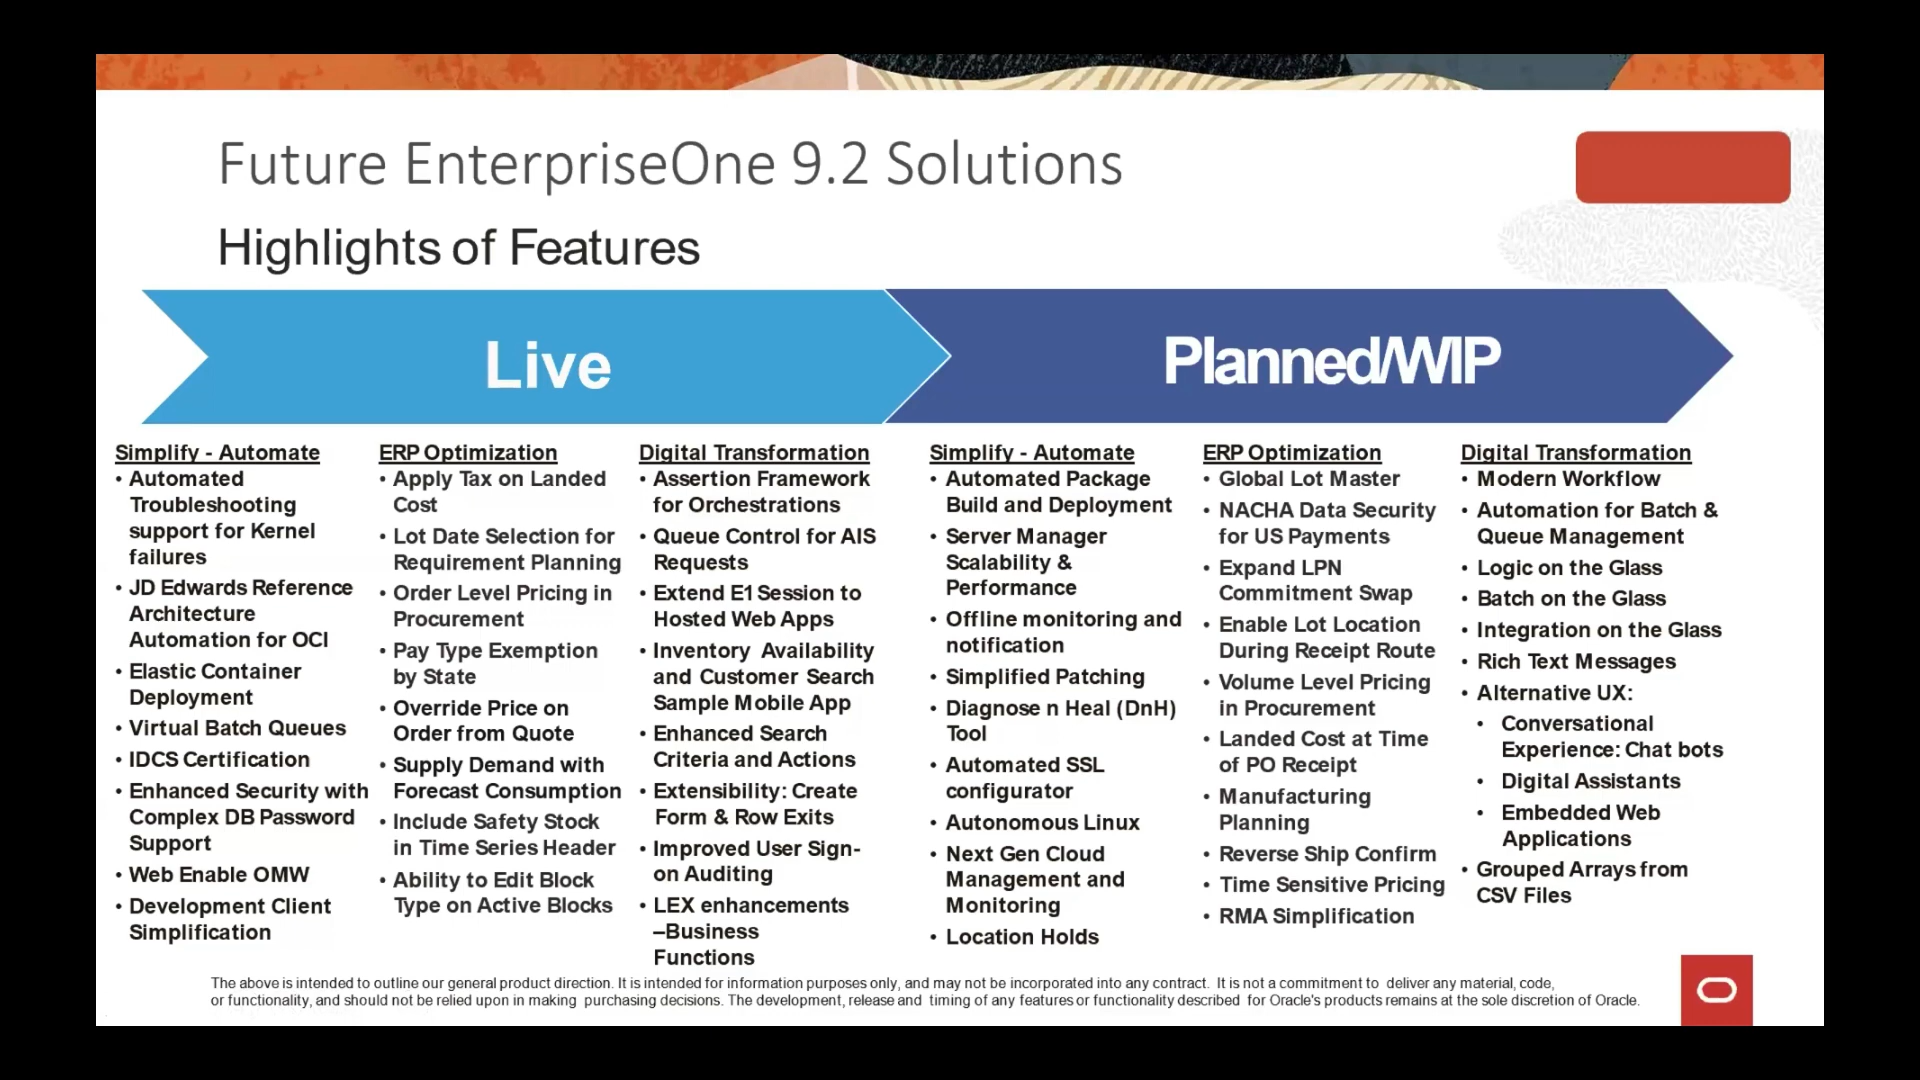 Future EnterpriseOne 9.2 Solutions
Highlights of Features
Live
Planned/WIP
Simplify - Automate
• Automated
Troubleshooting
support for Kernel
failures
• JD Edwards Reference
Architecture
Automation for OCI
• Elastic Container
Deployment
• Virtual Batch Queues
• IDCS Certification
• Enhanced Security with
Complex DB Password
Support
• Web Enable OMW
• Development Client
Simplification
ERP Optimization
• Apply Tax on Landed
Cost
• Lot Date Selection for
Requirement Planning
• Order Level Pricing in
Procurement
• Pay Type Exemption
by State
• Override Price on
Order from Quote
• Supply Demand with
Forecast Consumption
• Include Safety Stock
in Time Series Header
• Ability to Edit Block
Type on Active Blocks
Digital Transformation
• Assertion Framework
for Orchestrations
• Queue Control for AIS
Requests
• Extend E1 Session to
Hosted Web Apps
• Inventory Availability
and Customer Search
Sample Mobile App
• Enhanced Search
Criteria and Actions
• Extensibility: Create
Form & Row Exits
• Improved User Sign-
on Auditing
• LEX enhancements
–Business
Functions
Simplify - Automate
• Automated Package
Build and Deployment
• Server Manager
Scalability &
Performance
• Offline monitoring and
notification
• Simplified Patching
• Diagnose n Heal (DnH)
Tool
• Automated SSL
configurator
• Autonomous Linux
• Next Gen Cloud
Management and
Monitoring
• Location Holds
ERP Optimization
• Global Lot Master
• NACHA Data Security
for US Payments
• Expand LPN
Commitment Swap
• Enable Lot Location
During Receipt Route
• Volume Level Pricing
in Procurement
• Landed Cost at Time
of PO Receipt
• Manufacturing
Planning
• Reverse Ship Confirm
• Time Sensitive Pricing
• RMA Simplification
Digital Transformation
• Modern Workflow
• Automation for Batch &
Queue Management
• Logic on the Glass
• Batch on the Glass
• Integration on the Glass
• Rich Text Messages
• Alternative UX:
• Conversational
Experience: Chat bots
• Digital Assistants
• Embedded Web
Applications
• Grouped Arrays from
CSV Files
The above is intended to outline our general product direction. It is intended for information purposes only, and may not be incorporated into any contract. It is not a commitment to deliver any material, code,
or functionality, and should not be relied upon in making purchasing decisions. The development, release and timing of any features or functionality described for Oracle's products remains at the sole discretion of Oracle.